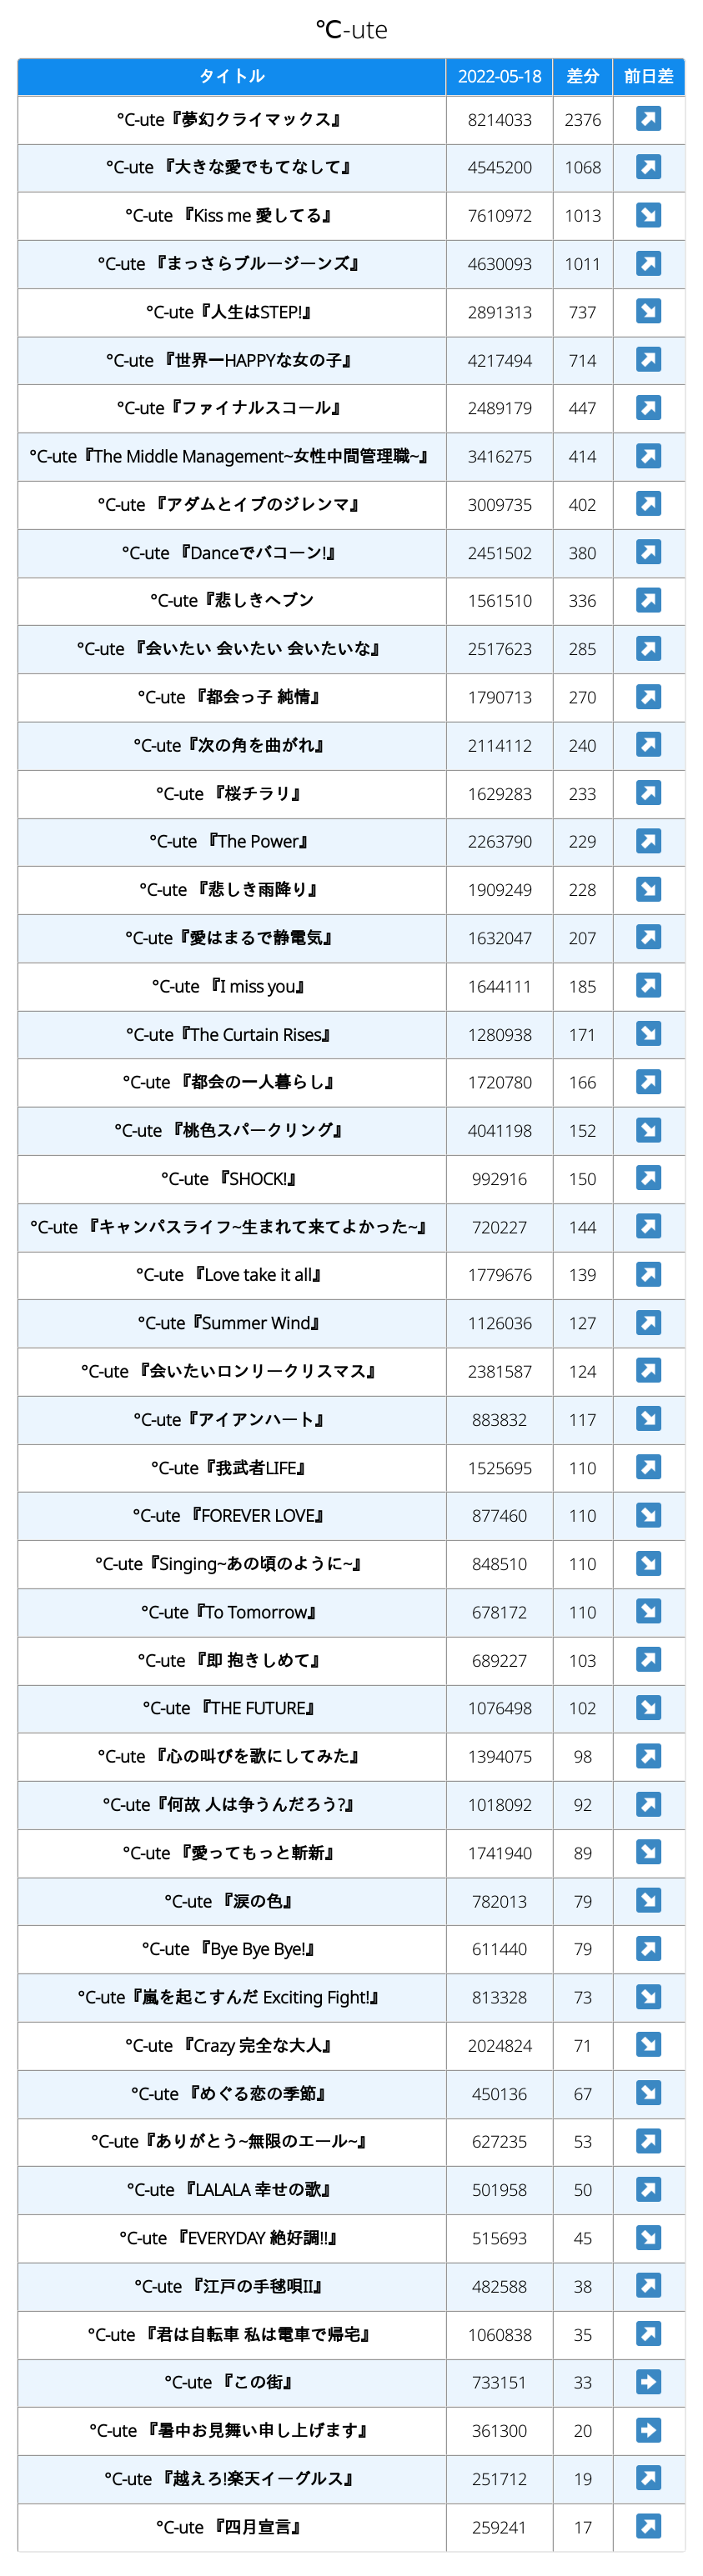 ℃-ute
タイトル 2022-05-18 差分 前日差
°C-ute『夢幻クライマックス』 8214033 2376 ↗
°C-ute 『大きな愛でもてなして』 4545200 1068 ↗
°C-ute 『Kiss me 愛してる』 7610972 1013 ↘
°C-ute 『まっさらブルージーンズ』 4630093 1011 ↗
°C-ute『人生はSTEP!』 2891313 737 ↘
°C-ute 『世界一HAPPYな女の子』 4217494 714 ↗
°C-ute『ファイナルスコール』 2489179 447 ↗
°C-ute『The Middle Management~女性中間管理職~』 3416275 414 ↗
°C-ute 『アダムとイブのジレンマ』 3009735 402 ↗
°C-ute 『Danceでバコーン!』 2451502 380 ↗
°C-ute『悲しきヘブン 1561510 336 ↗
°C-ute 『会いたい 会いたい 会いたいな』 2517623 285 ↗
°C-ute 『都会っ子 純情』 1790713 270 ↗
°C-ute『次の角を曲がれ』 2114112 240 ↗
°C-ute 『桜チラリ』 1629283 233 ↗
°C-ute 『The Power』 2263790 229 ↗
°C-ute 『悲しき雨降り』 1909249 228 ↘
°C-ute『愛はまるで静電気』 1632047 207 ↗
°C-ute 『I miss you』 1644111 185 ↗
°C-ute『The Curtain Rises』 1280938 171 ↘
°C-ute 『都会の一人暮らし』 1720780 166 ↗
°C-ute 『桃色スパークリング』 4041198 152 ↘
°C-ute 『SHOCK!』 992916 150 ↗
°C-ute 『キャンパスライフ~生まれて来てよかった~』 720227 144 ↗
°C-ute 『Love take it all』 1779676 139 ↗
°C-ute『Summer Wind』 1126036 127 ↗
°C-ute 『会いたいロンリークリスマス』 2381587 124 ↗
°C-ute『アイアンハート』 883832 117 ↘
°C-ute『我武者LIFE』 1525695 110 ↗
°C-ute 『FOREVER LOVE』 877460 110 ↘
°C-ute『Singing~あの頃のように~』 848510 110 ↘
°C-ute『To Tomorrow』 678172 110 ↘
°C-ute 『即 抱きしめて』 689227 103 ↗
°C-ute 『THE FUTURE』 1076498 102 ↘
°C-ute 『心の叫びを歌にしてみた』 1394075 98 ↗
°C-ute『何故 人は争うんだろう?』 1018092 92 ↗
°C-ute 『愛ってもっと斬新』 1741940 89 ↘
°C-ute 『涙の色』 782013 79 ↘
°C-ute 『Bye Bye Bye!』 611440 79 ↗
°C-ute『嵐を起こすんだ Exciting Fight!』 813328 73 ↘
°C-ute 『Crazy 完全な大人』 2024824 71 ↘
°C-ute 『めぐる恋の季節』 450136 67 ↘
°C-ute『ありがとう~無限のエール~』 627235 53 ↗
°C-ute 『LALALA 幸せの歌』 501958 50 ↗
°C-ute 『EVERYDAY 絶好調!!』 515693 45 ↘
°C-ute 『江戸の手毬唄II』 482588 38 ↗
°C-ute 『君は自転車 私は電車で帰宅』 1060838 35 ↗
°C-ute 『この街』 733151 33 ➡
°C-ute 『暑中お見舞い申し上げます』 361300 20 ➡
°C-ute 『越えろ!楽天イーグルス』 251712 19 ↗
°C-ute 『四月宣言』 259241 17 ↗